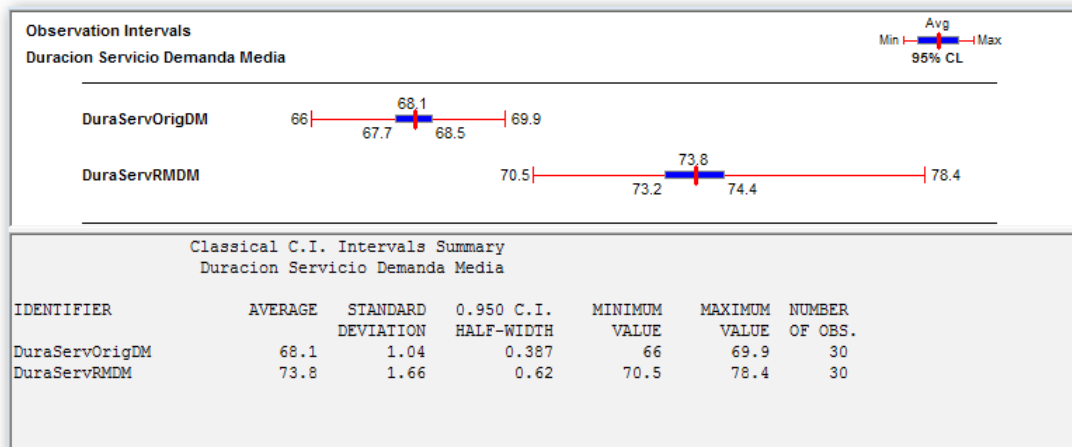 Observation Intervals
Duracion Servicio Demanda Media
Avg
Min Max
95% CL
68.1
DuraServOrigDM 66 69.9
67.7 68.5
73.8
DuraServRMDM 70.5 78.4
73.2 74.4
Classical C.I. Intervals Summary
Duracion Servicio Demanda Media
IDENTIFIER AVERAGE STANDARD 0.950 C.I. MINIMUM MAXIMUM NUMBER
DEVIATION HALF-WIDTH VALUE VALUE OF OBS.
DuraServOrigDM 68.1 1.04 0.387 66 69.9 30
DuraServRMDM 73.8 1.66 0.62 70.5 78.4 30